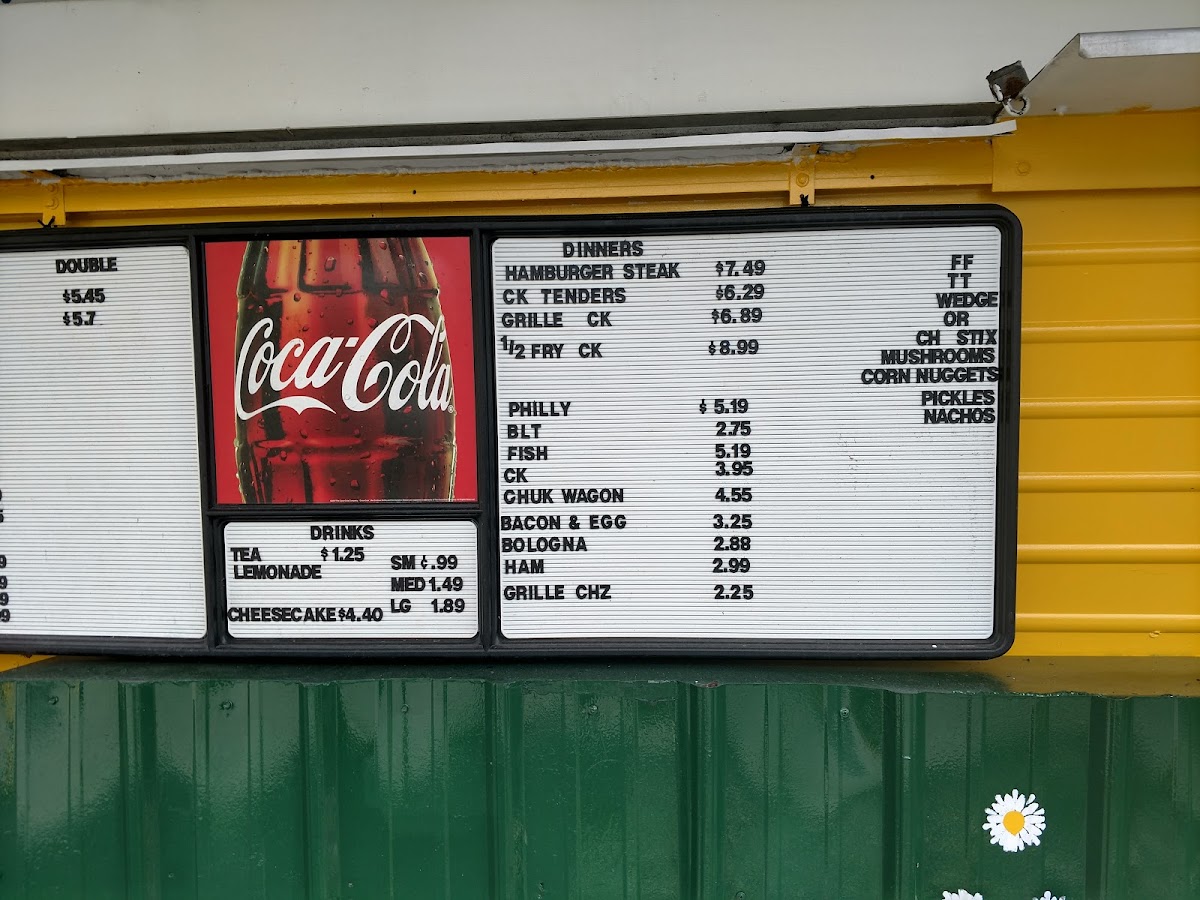 DOUBLE
$5.45
$5.7
Coca-Cola
DRINKS
TEA $1.25
LEMONADE
SM ¢.99
MED 1.49
LG 1.89
CHEESECAKE $4.40
DINNERS
HAMBURGER STEAK $7.49
CK TENDERS $6.29
GRILLE CK $6.89
1/2 FRY CK $8.99
PHILLY $5.19
BLT 2.75
FISH 5.19
CK 3.95
CHUK WAGON 4.55
BACON & EGG 3.25
BOLOGNA 2.88
HAM 2.99
GRILLE CHZ 2.25
FF
TT
WEDGE
OR
CH STIX
MUSHROOMS
CORN NUGGETS
PICKLES
NACHOS